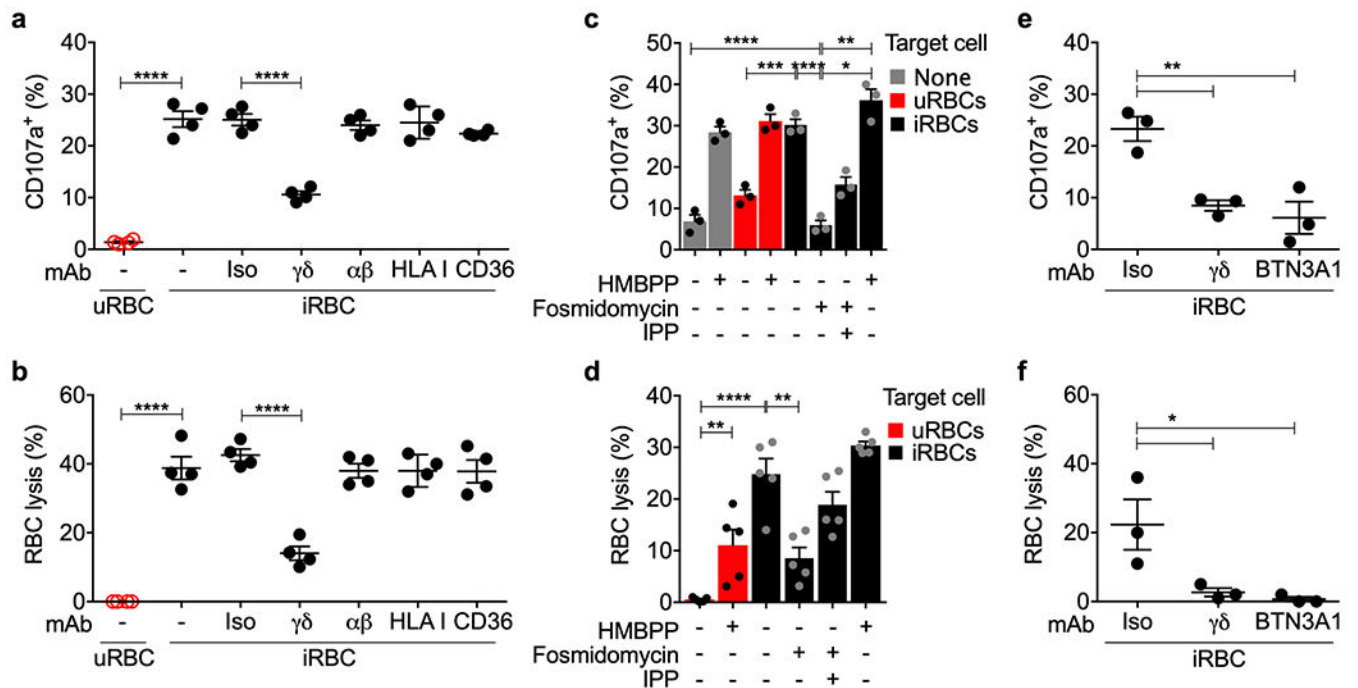 a
CD107a+ (%)
40
30
20
10
0
**** ****
mAb - - Iso γδ αβ HLA I CD36
uRBC iRBC
b
RBC lysis (%)
60
40
20
0
**** ****
mAb - - Iso γδ αβ HLA I CD36
uRBC iRBC
c
CD107a+ (%)
50
40
30
20
10
0
**** **
*** **** *
Target cell
None
uRBCs
iRBCs
HMBPP - + - + - - - +
Fosmidomycin - - - - - + + -
IPP - - - - - - + -
d
RBC lysis (%)
40
30
20
10
0
**** **
**
Target cell
uRBCs
iRBCs
HMBPP - + - - - +
Fosmidomycin - - - + + -
IPP - - - - + -
e
CD107a+ (%)
40
30
20
10
0
**
mAb Iso γδ BTN3A1
iRBC
f
RBC lysis (%)
60
40
20
0
*
mAb Iso γδ BTN3A1
iRBC